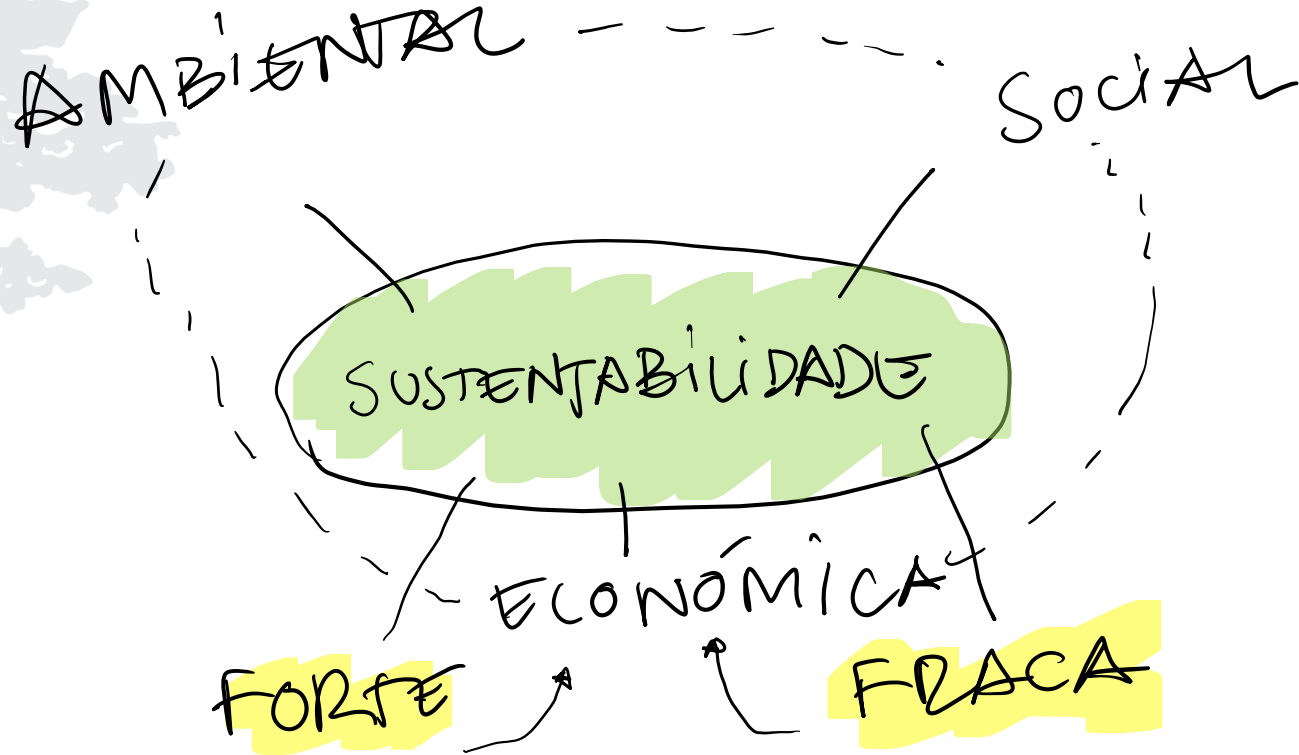 AMBIENTAL
SOCIAL
SUSTENTABILIDADE
ECONÓMICA
FORTE
FRACA